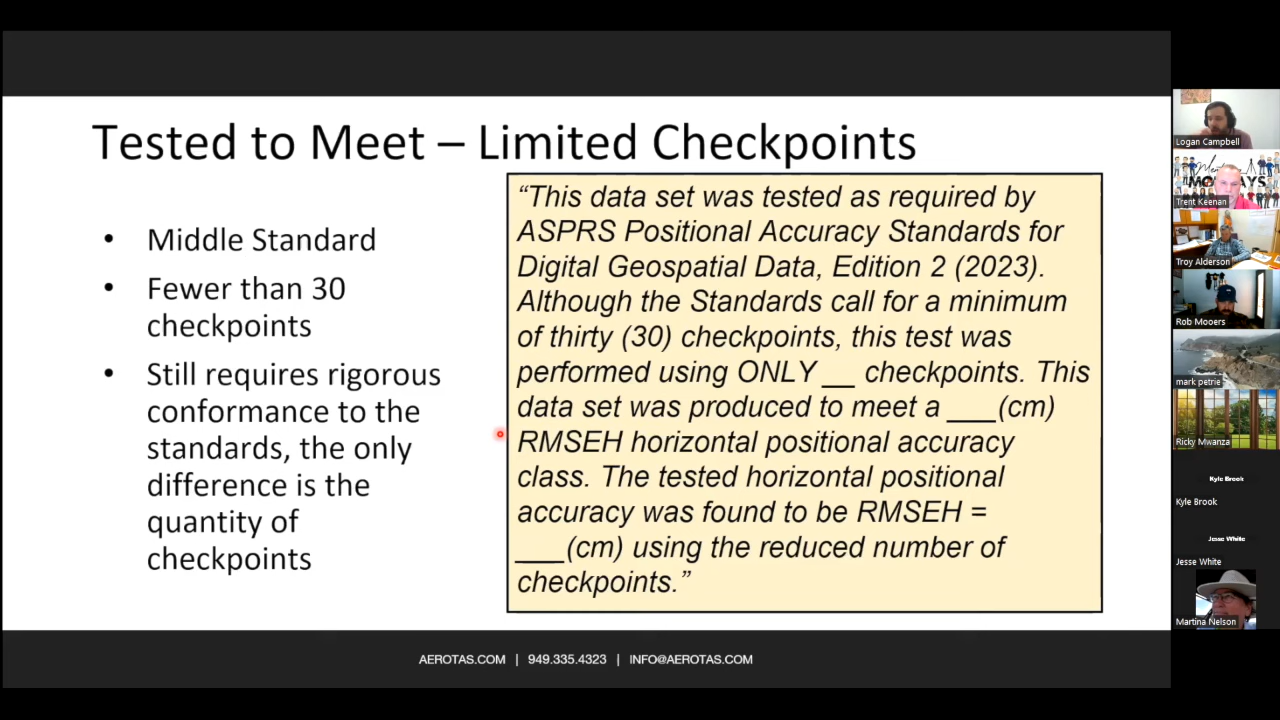 Tested to Meet – Limited Checkpoints
• Middle Standard
• Fewer than 30
checkpoints
• Still requires rigorous
conformance to the
standards, the only
difference is the
quantity of
checkpoints
“This data set was tested as required by
ASPRS Positional Accuracy Standards for
Digital Geospatial Data, Edition 2 (2023).
Although the Standards call for a minimum
of thirty (30) checkpoints, this test was
performed using ONLY __ checkpoints. This
data set was produced to meet a ___(cm)
RMSEH horizontal positional accuracy
class. The tested horizontal positional
accuracy was found to be RMSEH =
___(cm) using the reduced number of
checkpoints.”
AEROTAS.COM | 949.335.4323 | INFO@AEROTAS.COM
Logan Campbell
Trent Keenan
Troy Alderson
Rob Mooers
mark petrie
Ricky Mwanza
Kyle Brook
Kyle Brook
Jesse White
Jesse White
Martina Nelson